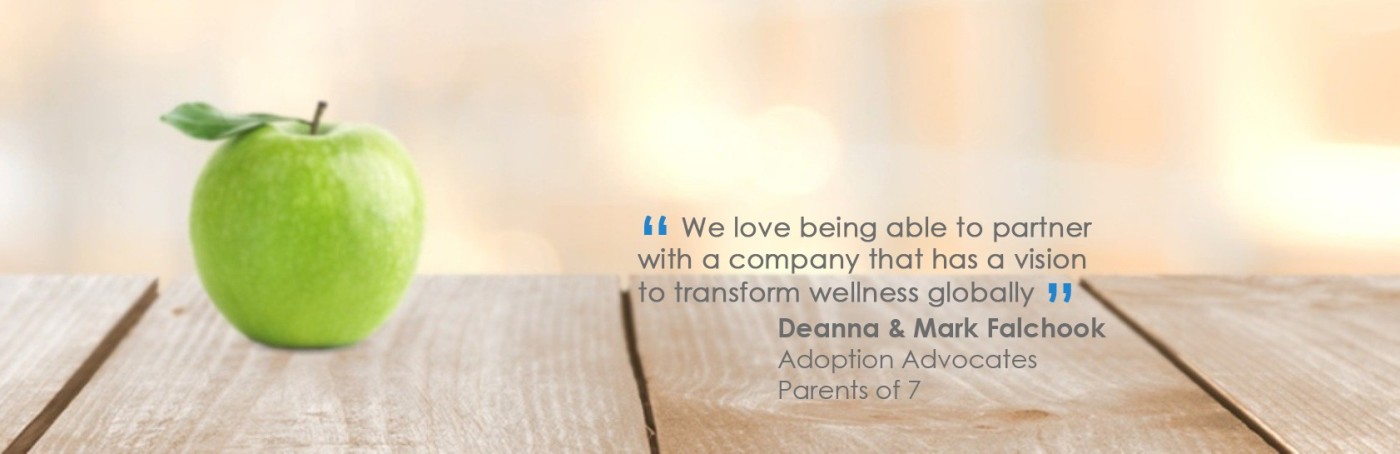 “ We love being able to partner
with a company that has a vision
to transform wellness globally ”
Deanna & Mark Falchook
Adoption Advocates
Parents of 7